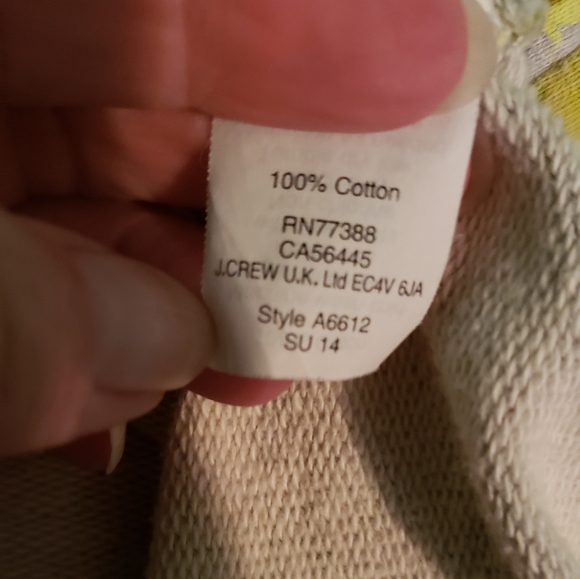 100% Cotton
RN77388
CA56445
J.CREW U.K. Ltd EC4V 6JA
Style A6612
SU 14